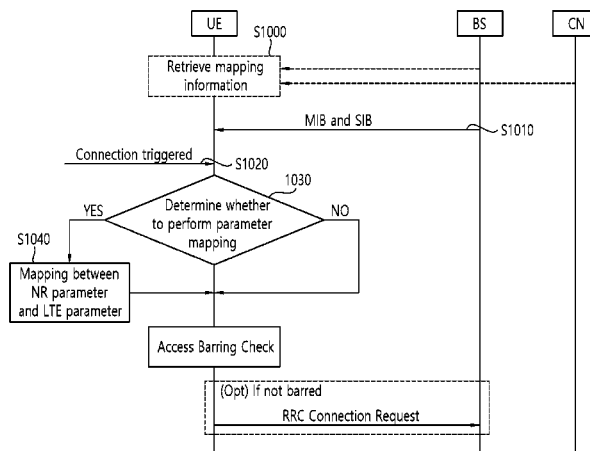 UE
BS
CN
S1000
Retrieve mapping
information
MIB and SIB
S1010
Connection triggered
S1020
1030
YES
Determine whether
to perform parameter
mapping
NO
S1040
Mapping between
NR parameter
and LTE parameter
Access Barring Check
(Opt) If not barred
RRC Connection Request